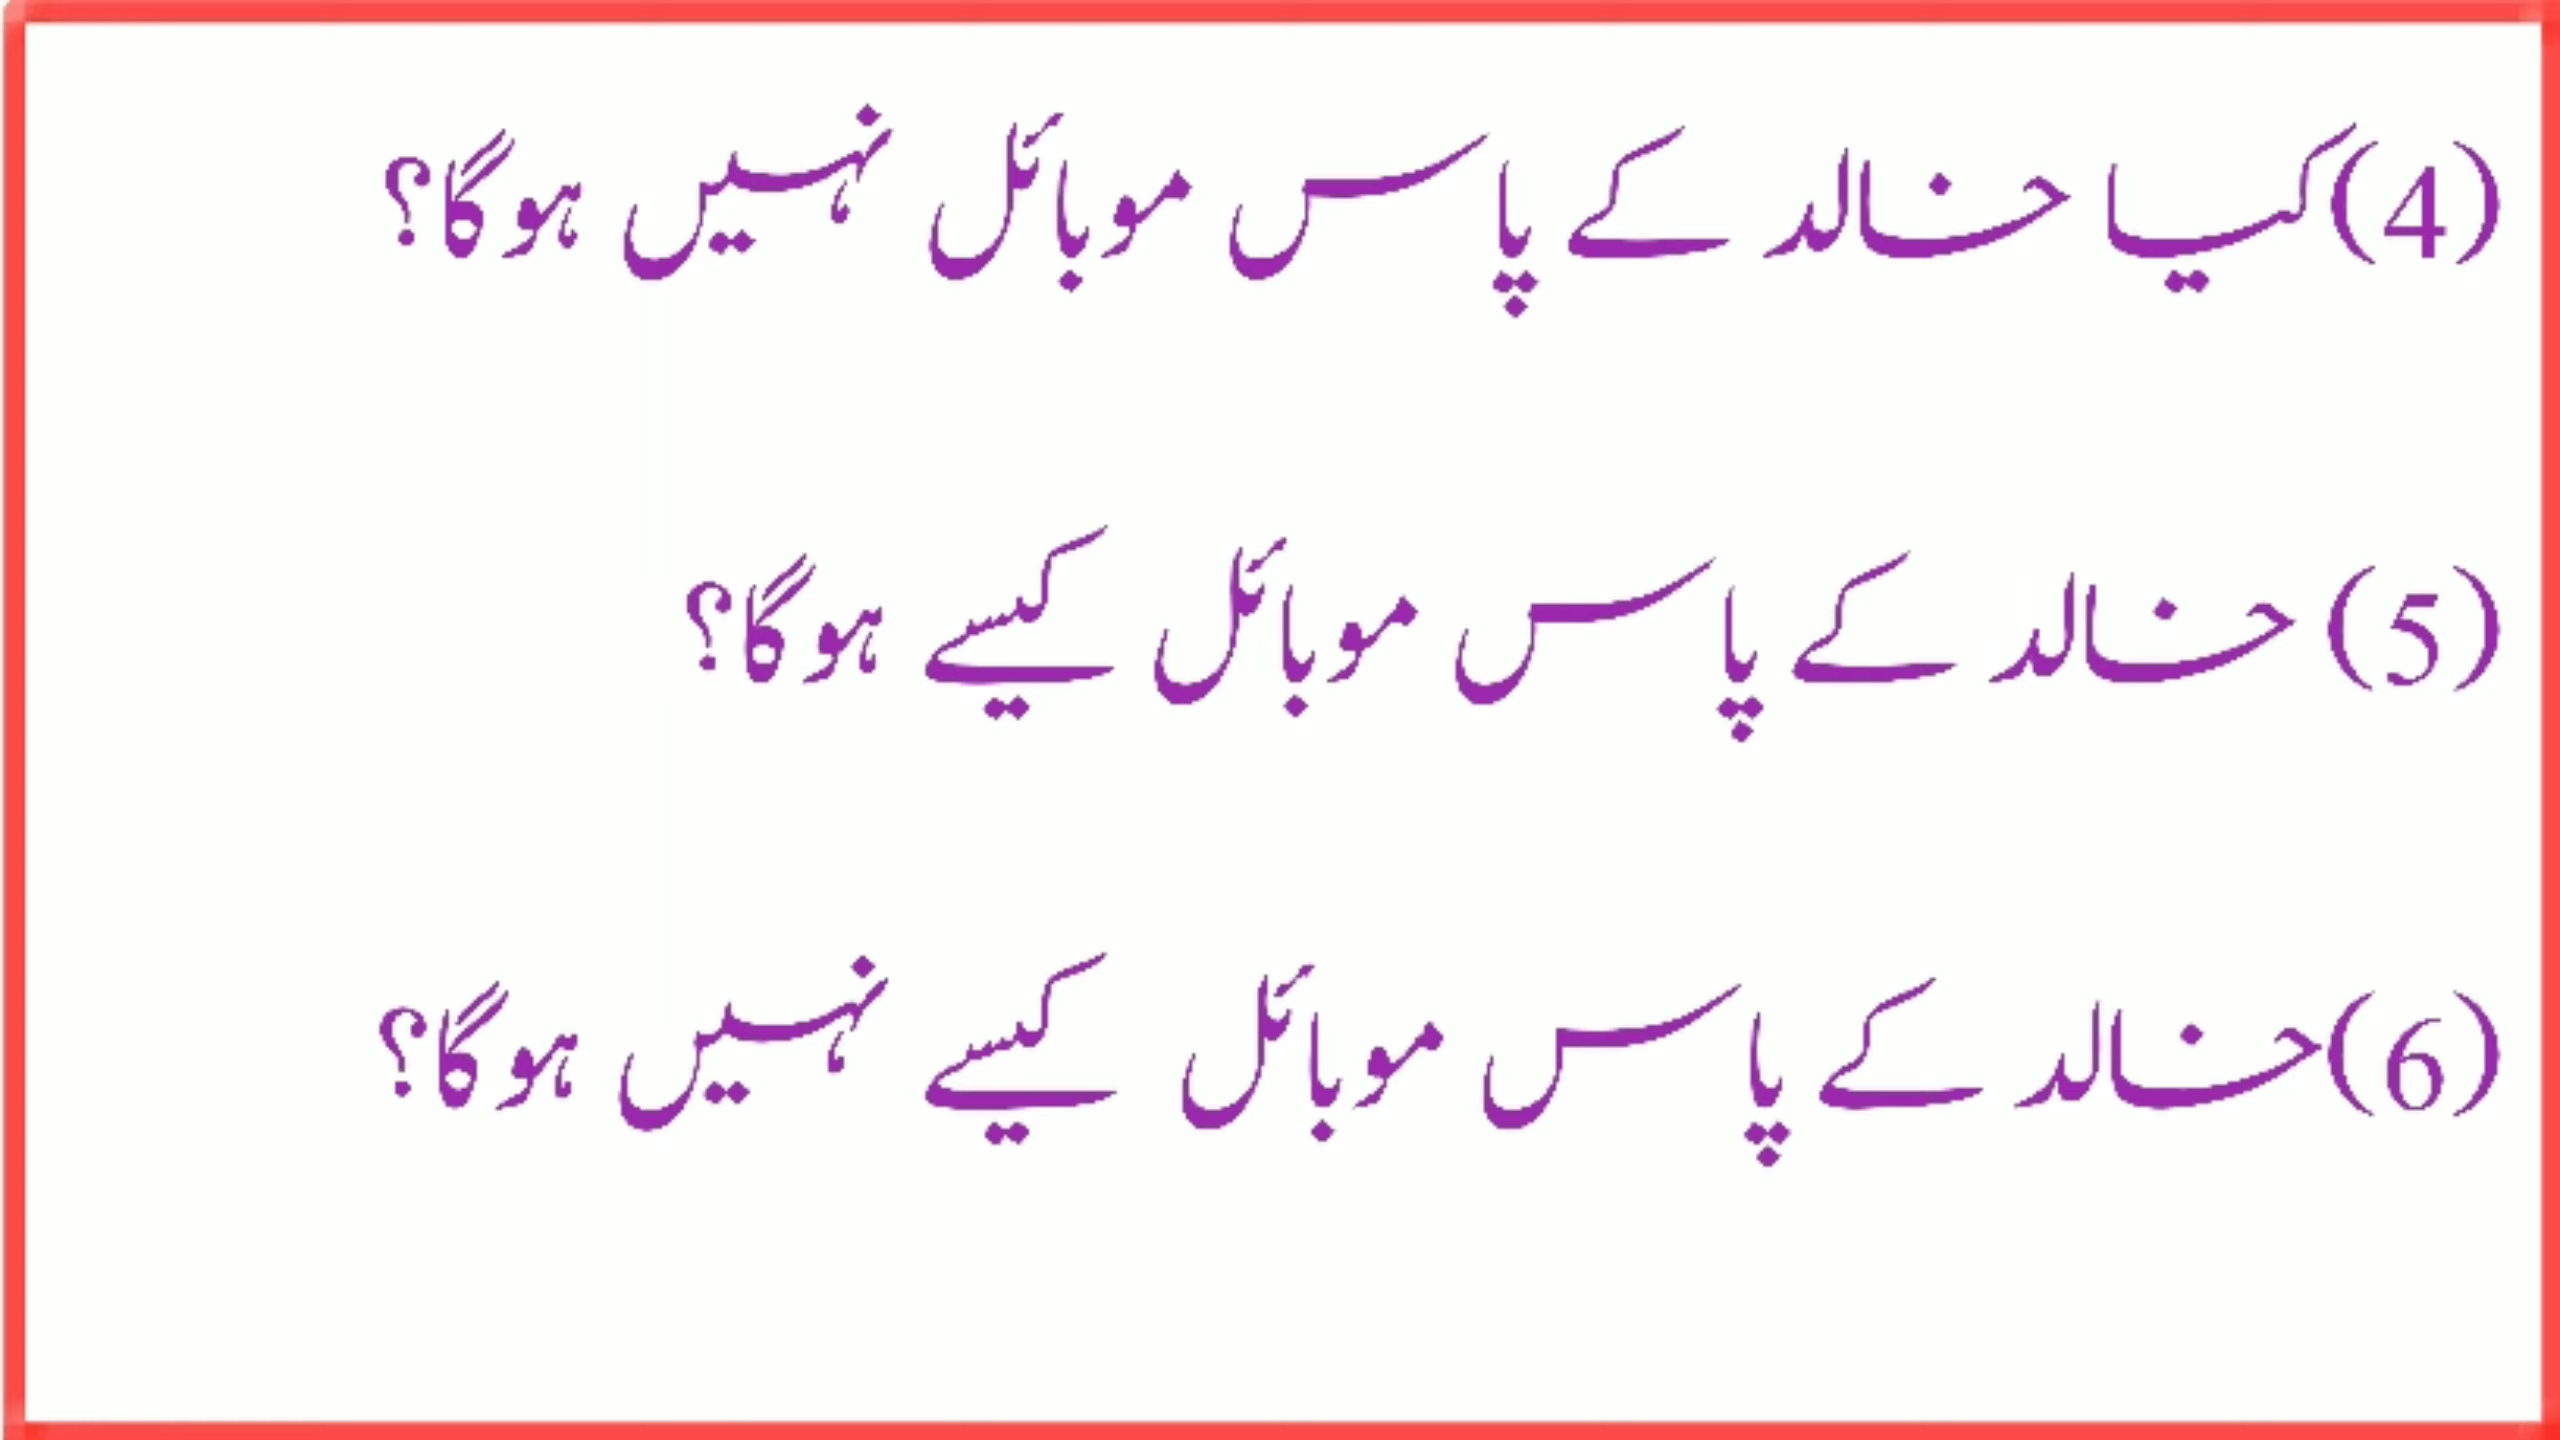 (4)کیا خالد کے پاس موبائل نہیں ہوگا؟
(5) خالد کے پاس موبائل کیسے ہوگا؟
(6)خالد کے پاس موبائل کیسے نہیں ہوگا؟